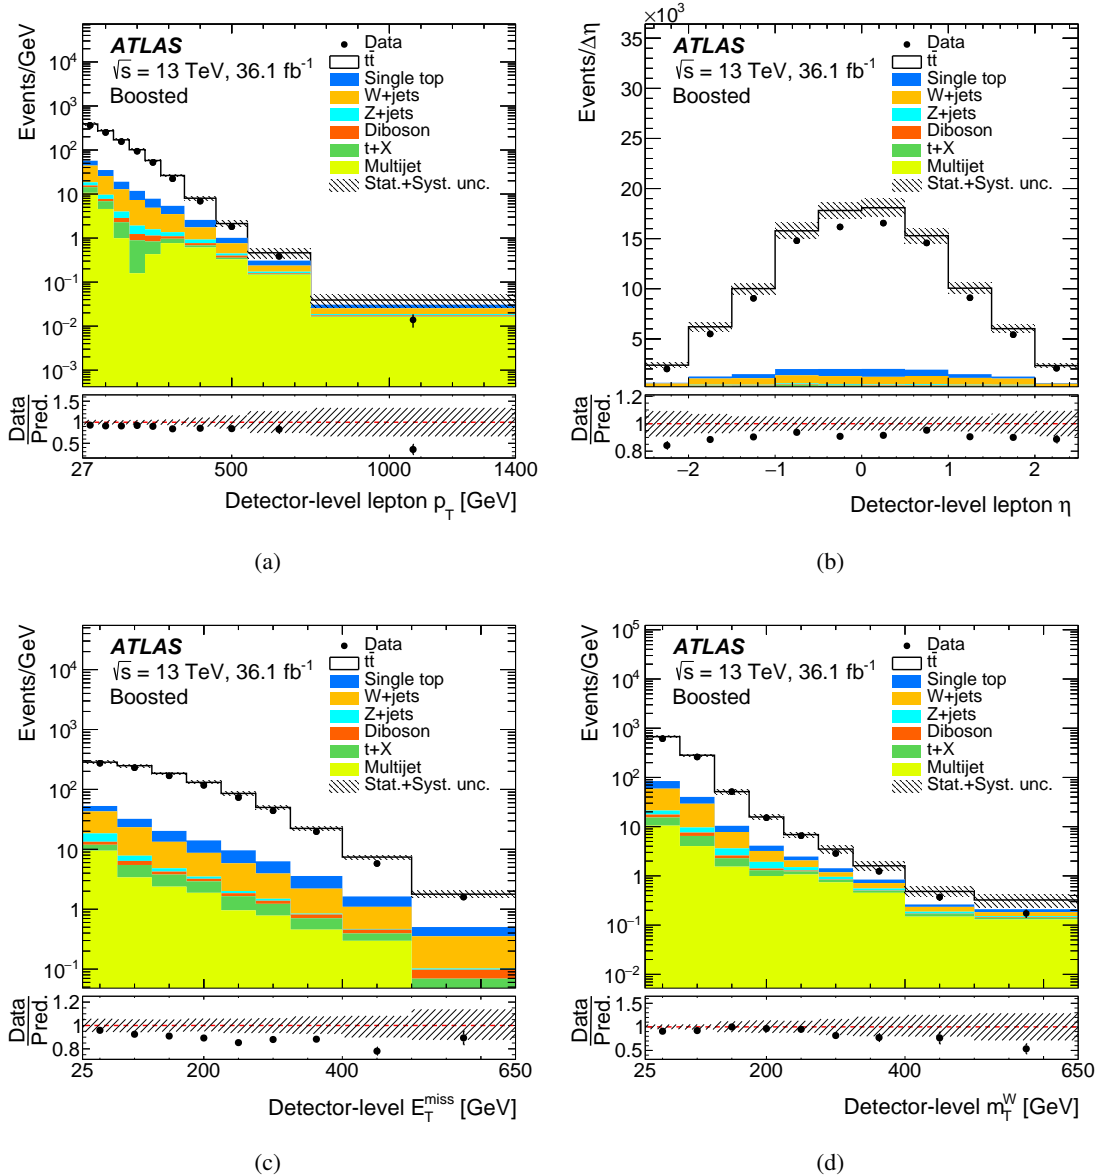 Events/GeV
10⁴
10³
10²
10
1
10⁻¹
10⁻²
10⁻³
ATLAS
√s = 13 TeV, 36.1 fb⁻¹
Boosted
Data
tt̄
Single top
W+jets
Z+jets
Diboson
t+X
Multijet
Stat.+Syst. unc.
Data
Pred.
1.5
1
0.5
27 500 1000 1400
Detector-level lepton p_T [GeV]
(a)
×10³
Events/Δη
35
30
25
20
15
10
5
ATLAS
√s = 13 TeV, 36.1 fb⁻¹
Boosted
Data
tt̄
Single top
W+jets
Z+jets
Diboson
t+X
Multijet
Stat.+Syst. unc.
Data
Pred.
1.2
1
0.8
−2 −1 0 1 2
Detector-level lepton η
(b)
Events/GeV
10⁴
10³
10²
10
1
10⁻¹
ATLAS
√s = 13 TeV, 36.1 fb⁻¹
Boosted
Data
tt̄
Single top
W+jets
Z+jets
Diboson
t+X
Multijet
Stat.+Syst. unc.
Data
Pred.
1.2
1
0.8
25 200 400 650
Detector-level E_T^miss [GeV]
(c)
Events/GeV
10⁵
10⁴
10³
10²
10
1
10⁻¹
10⁻²
ATLAS
√s = 13 TeV, 36.1 fb⁻¹
Boosted
Data
tt̄
Single top
W+jets
Z+jets
Diboson
t+X
Multijet
Stat.+Syst. unc.
Data
Pred.
1.5
1
0.5
25 200 400 650
Detector-level m_T^W [GeV]
(d)